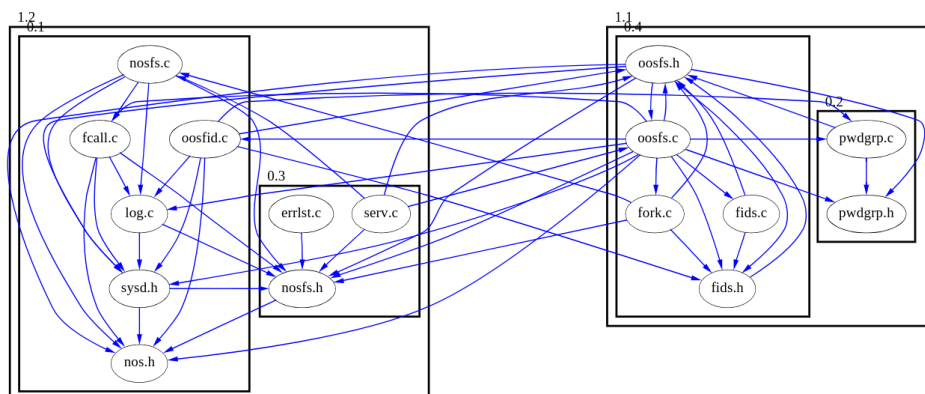 1.2
0.1
nosfs.c
fcall.c
oosfid.c
log.c
sysd.h
nos.h
0.3
errlst.c
serv.c
nosfs.h
1.1
0.4
oosfs.h
oosfs.c
fork.c
fids.c
fids.h
0.2
pwdgrp.c
pwdgrp.h